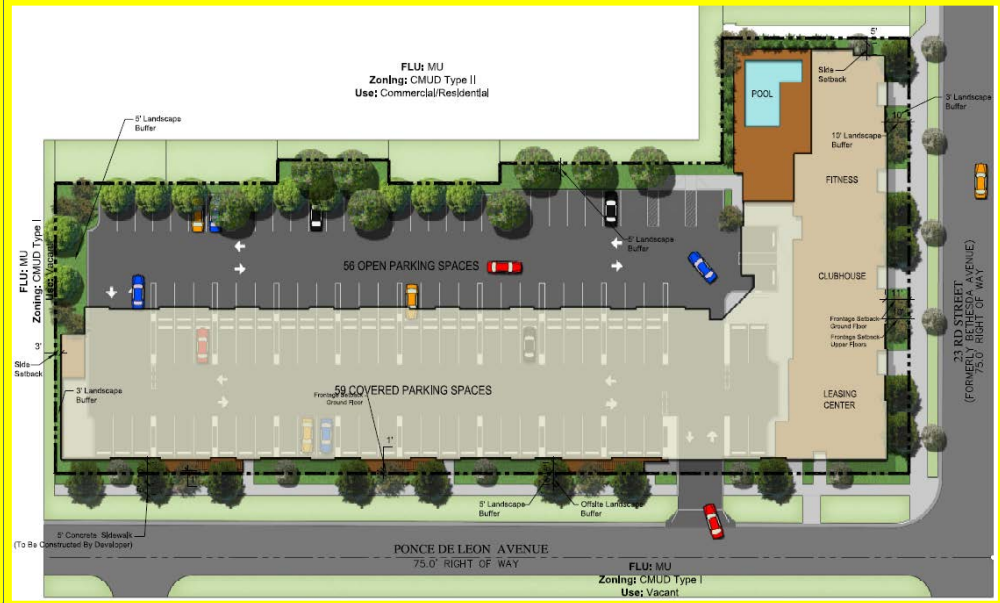 FLU: MU
Zoning: CMUD Type II
Use: Commercial/Residential
5' Landscape
Buffer
POOL
Side
Setback
3' Landscape
Buffer
10'
10' Landscape
Buffer
FITNESS
5' Landscape
Buffer
FLU: MU
Zoning: CMUD Type I
Use: Vacant
56 OPEN PARKING SPACES
CLUBHOUSE
Frontage Setback
Ground Floor
Frontage Setback
Upper Floors
23 RD STREET
(FORMERLY BETHESDA AVENUE)
75.0' RIGHT OF WAY
3'
Side
Setback
3' Landscape
Buffer
59 COVERED PARKING SPACES
Frontage Setback
Ground Floor
LEASING
CENTER
1'
5' Landscape
Buffer
Offsite Landscape
Buffer
5' Concrete Sidewalk
(To Be Constructed By Developer)
PONCE DE LEON AVENUE
75.0' RIGHT OF WAY
FLU: MU
Zoning: CMUD Type I
Use: Vacant